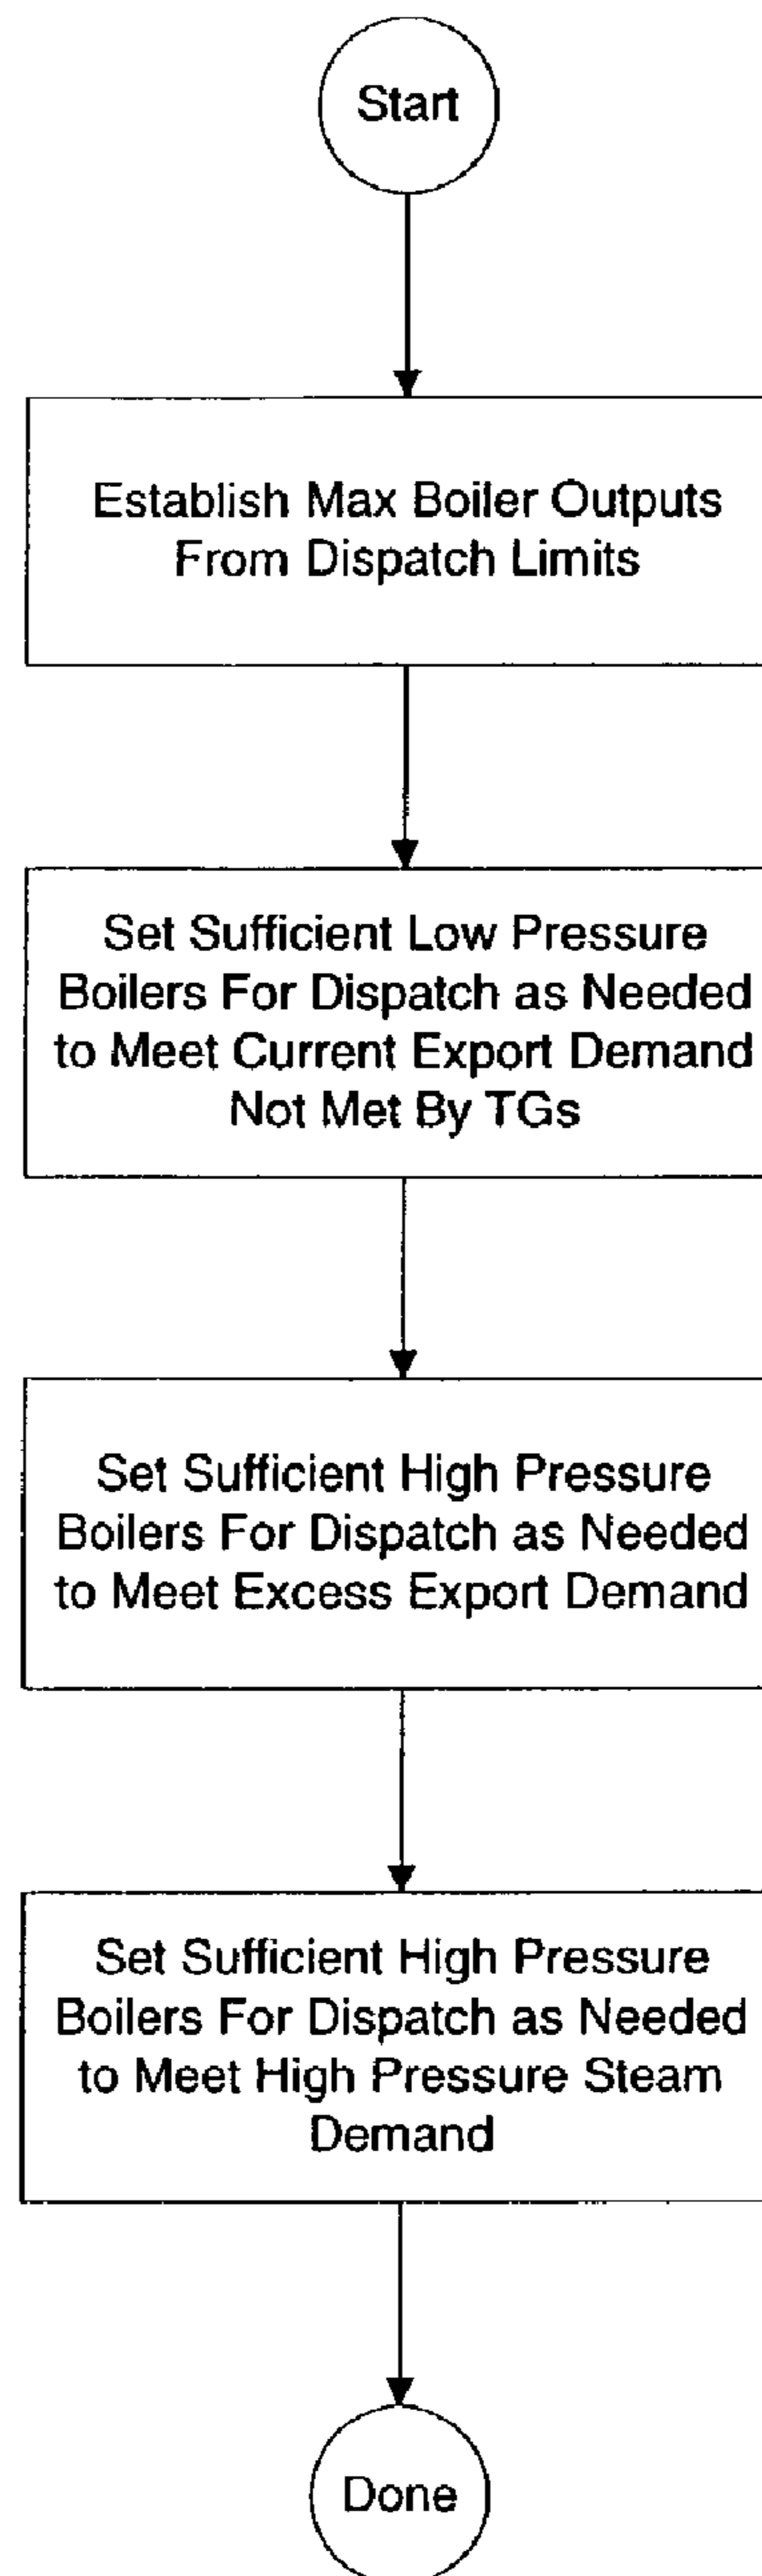 Start
Establish Max Boiler Outputs
From Dispatch Limits
Set Sufficient Low Pressure
Boilers For Dispatch as Needed
to Meet Current Export Demand
Not Met By TGs
Set Sufficient High Pressure
Boilers For Dispatch as Needed
to Meet Excess Export Demand
Set Sufficient High Pressure
Boilers For Dispatch as Needed
to Meet High Pressure Steam
Demand
Done